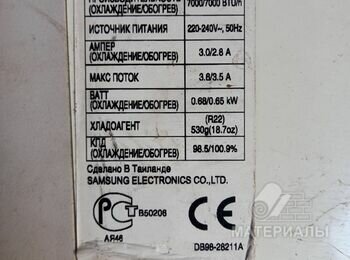 ПРОИЗВОДИТЕЛЬНОСТЬ
(ОХЛАЖДЕНИЕ/ОБОГРЕВ) 7000/7000 BTU/h
ИСТОЧНИК ПИТАНИЯ 220-240V~, 50Hz
АМПЕР
(ОХЛАЖДЕНИЕ/ОБОГРЕВ) 3.0/2.8 A
МАКС ПОТОК 3.6/3.5 A
ВАТТ
(ОХЛАЖДЕНИЕ/ОБОГРЕВ) 0.68/0.65 kW
ХЛАДОАГЕНТ (R22)
530g(18.7oz)
КПД
(ОХЛАЖДЕНИЕ/ОБОГРЕВ) 98.5/100.9%
Сделано В Таиланде
SAMSUNG ELECTRONICS CO.,LTD.
РСТ B50206 CE
АЯ46
DB98-28211A
МАТЕРИАЛЫ